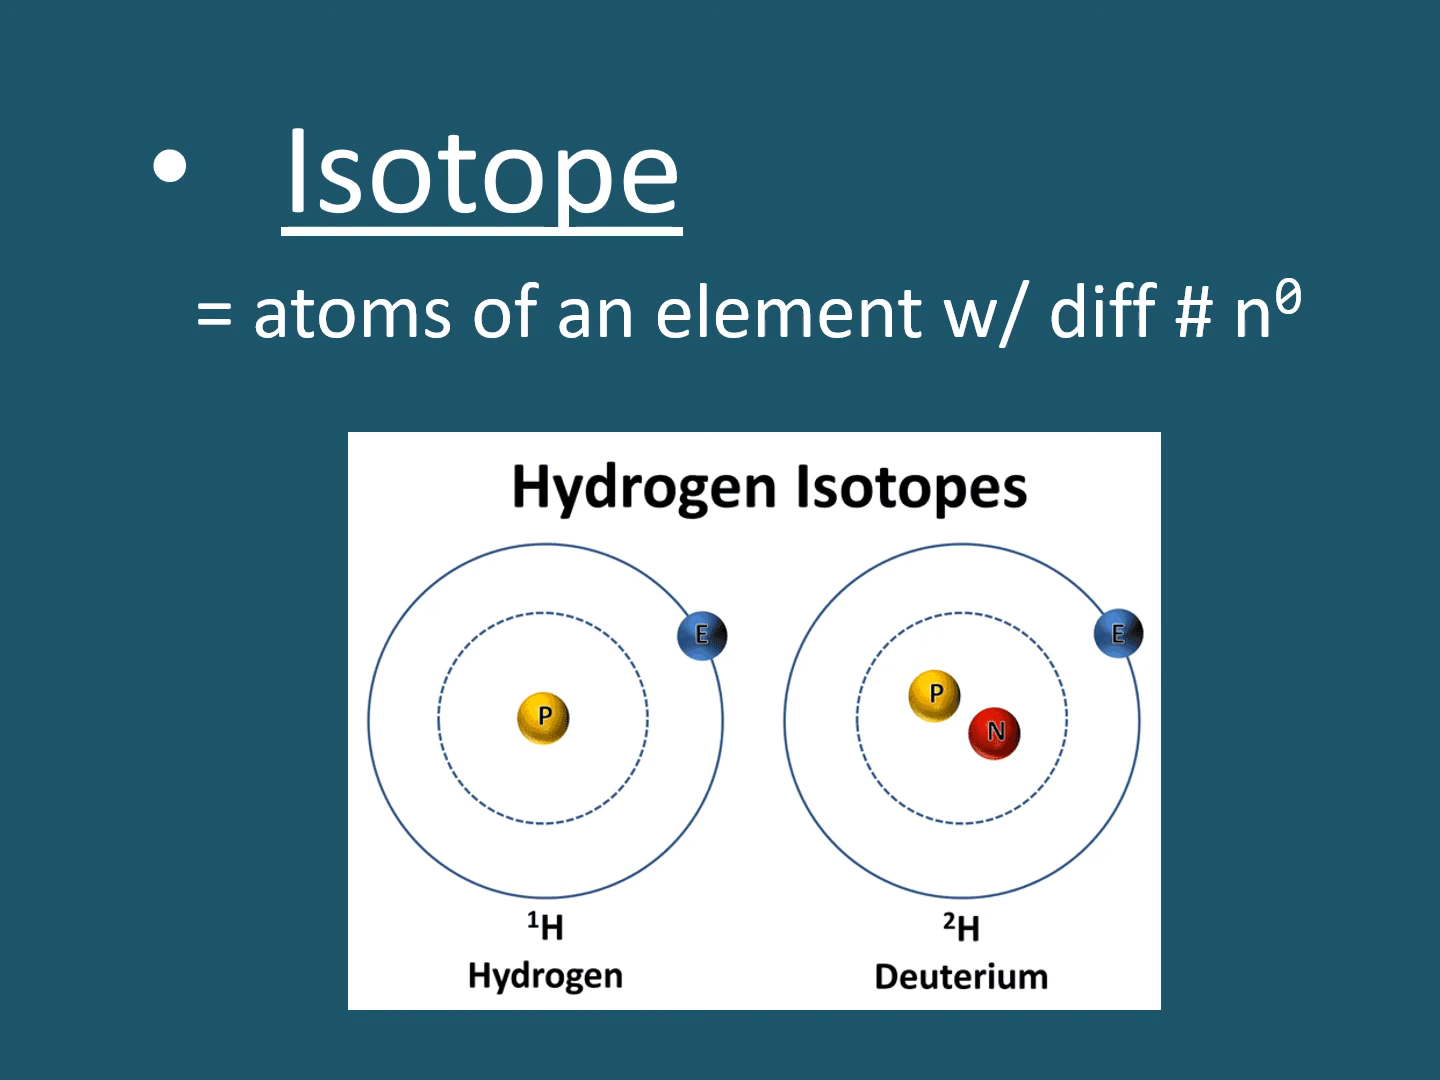 • Isotope
= atoms of an element w/ diff # n⁰
Hydrogen Isotopes
E
E
P
P
N
¹H
²H
Hydrogen
Deuterium